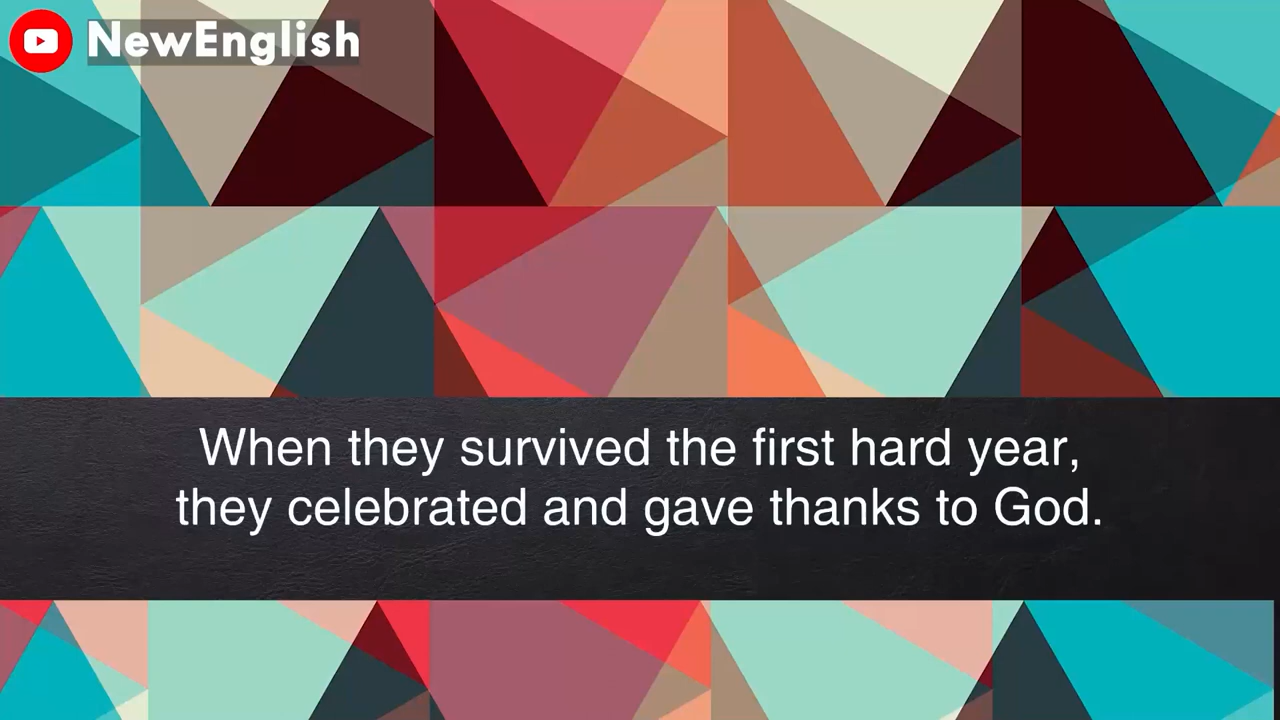 NewEnglish
When they survived the first hard year,
they celebrated and gave thanks to God.